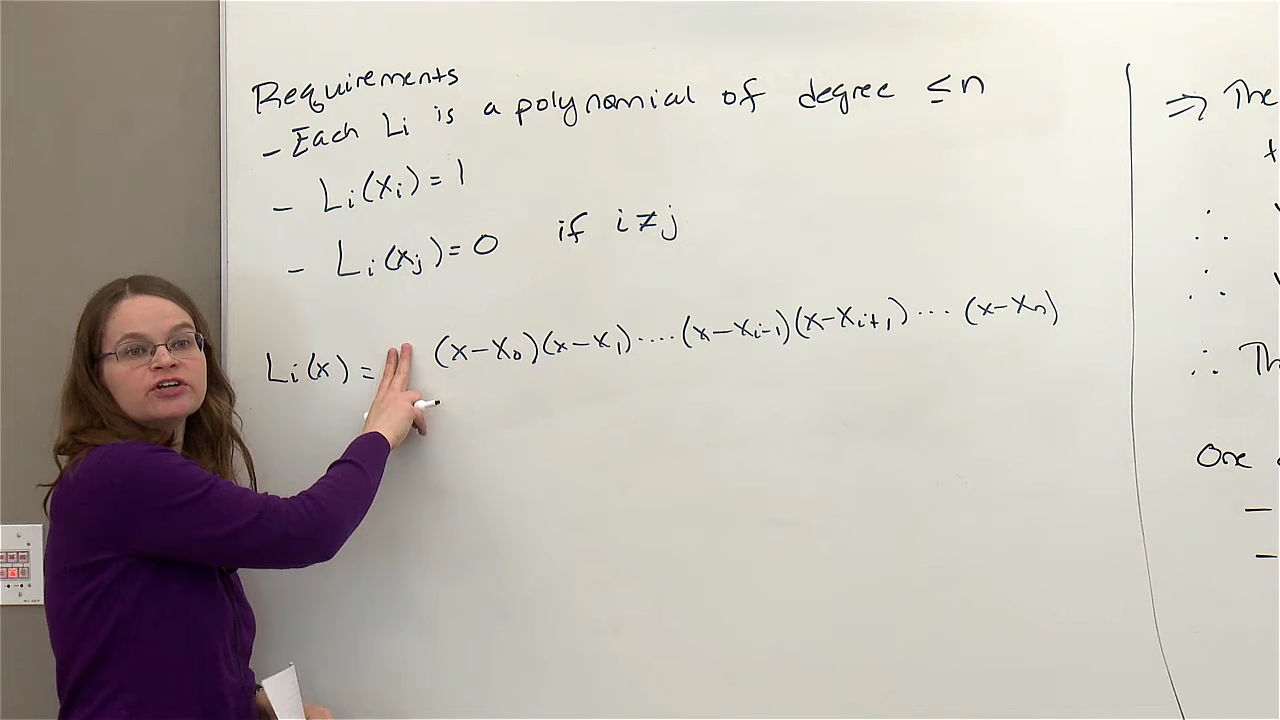 Requirements
- Each Li is a polynomial of degree ≤ n
- Li(xi) = 1
- Li(xj) = 0 if i ≠ j
Li(x) = (x-x0)(x-x1)....(x-xi-1)(x-xi+1)...(x-xn)
⇒ The
∴
∴
∴ Th
One
-
-